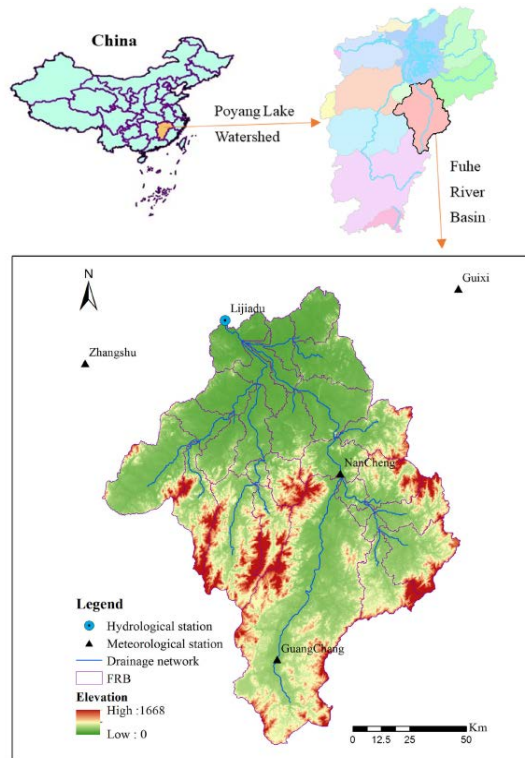 China
Poyang Lake
Watershed
Fuhe
River
Basin
N
Guixi
Lijiadu
Zhangshu
NanCheng
Legend
Hydrological station
Meteorological station
Drainage network
FRB
GuangChang
Elevation
High :1668
Low : 0
Km
0 12.5 25 50